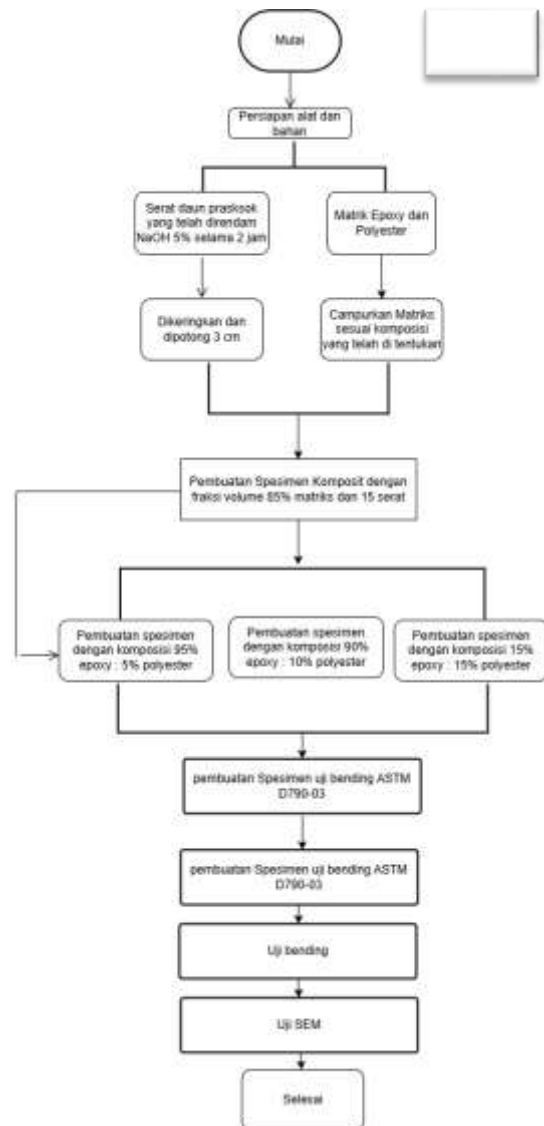 Mulai
Persiapan alat dan
bahan
Serat daun prasksok
yang telah direndam
NaOH 5% selama 2 jam
Matrik Epoxy dan
Polyester
Dikeringkan dan
dipotong 3 cm
Campurkan Matriks
sesuai komposisi
yang telah di tentukan
Pembuatan Spesimen Komposit dengan
fraksi volume 85% matriks dan 15 serat
Pembuatan spesimen
dengan komposisi 95%
epoxy : 5% polyester
Pembuatan spesimen
dengan komposisi 90%
epoxy : 10% polyester
Pembuatan spesimen
dengan komposisi 15%
epoxy : 15% polyester
pembuatan Spesimen uji bending ASTM
D790-03
pembuatan Spesimen uji bending ASTM
D790-03
Uji bending
Uji SEM
Selesai